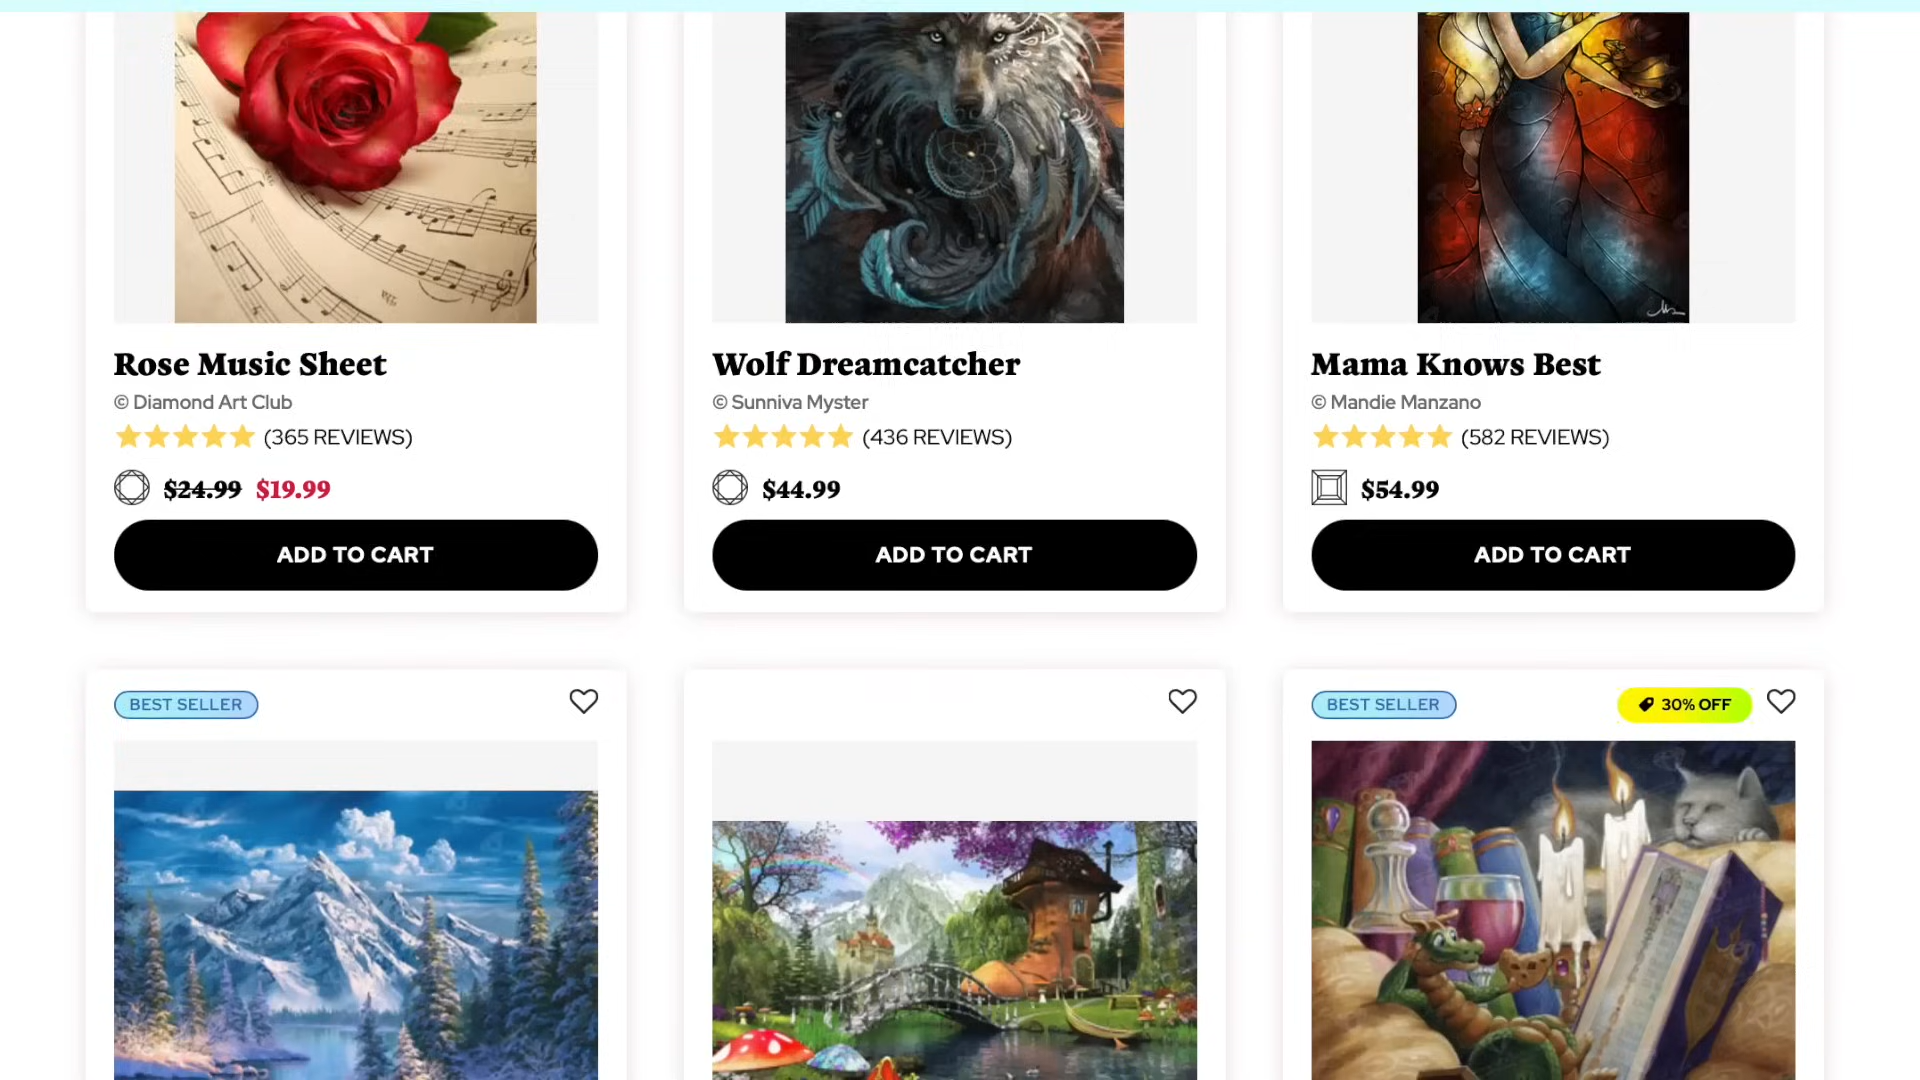 Rose Music Sheet
© Diamond Art Club
(365 REVIEWS)
$24.99 $19.99
ADD TO CART
Wolf Dreamcatcher
© Sunniva Myster
(436 REVIEWS)
$44.99
ADD TO CART
Mama Knows Best
© Mandie Manzano
(582 REVIEWS)
$54.99
ADD TO CART
BEST SELLER
BEST SELLER
30% OFF